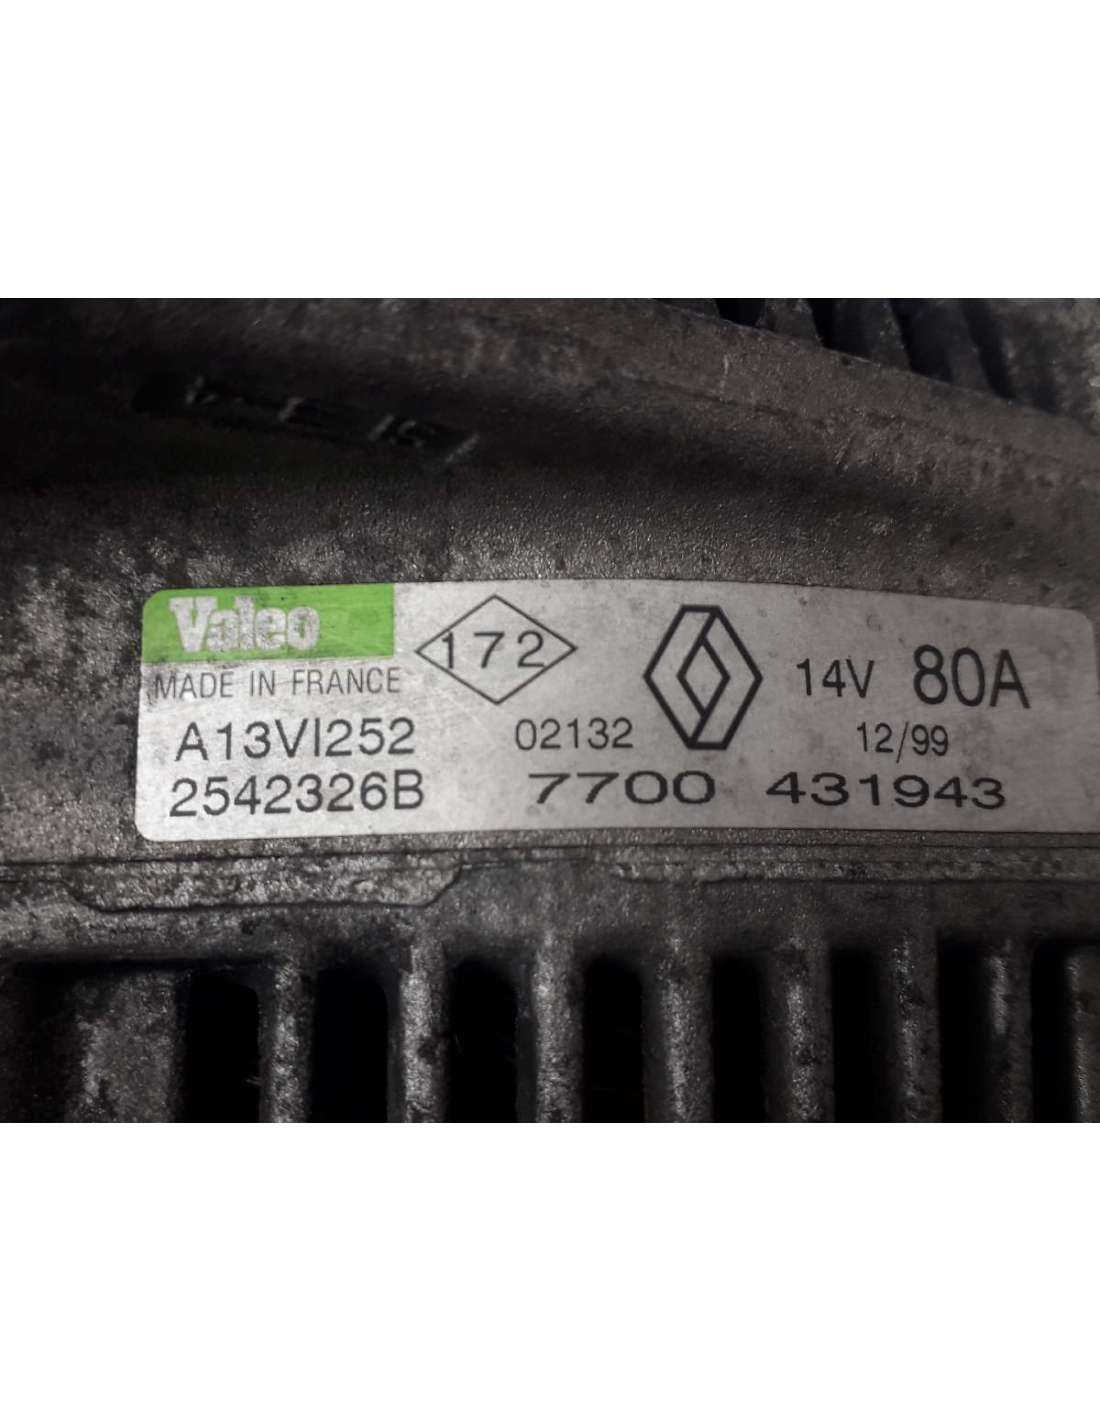 Valeo
MADE IN FRANCE
172
14V 80A
A13VI252 02132 12/99
2542326B 7700 431943